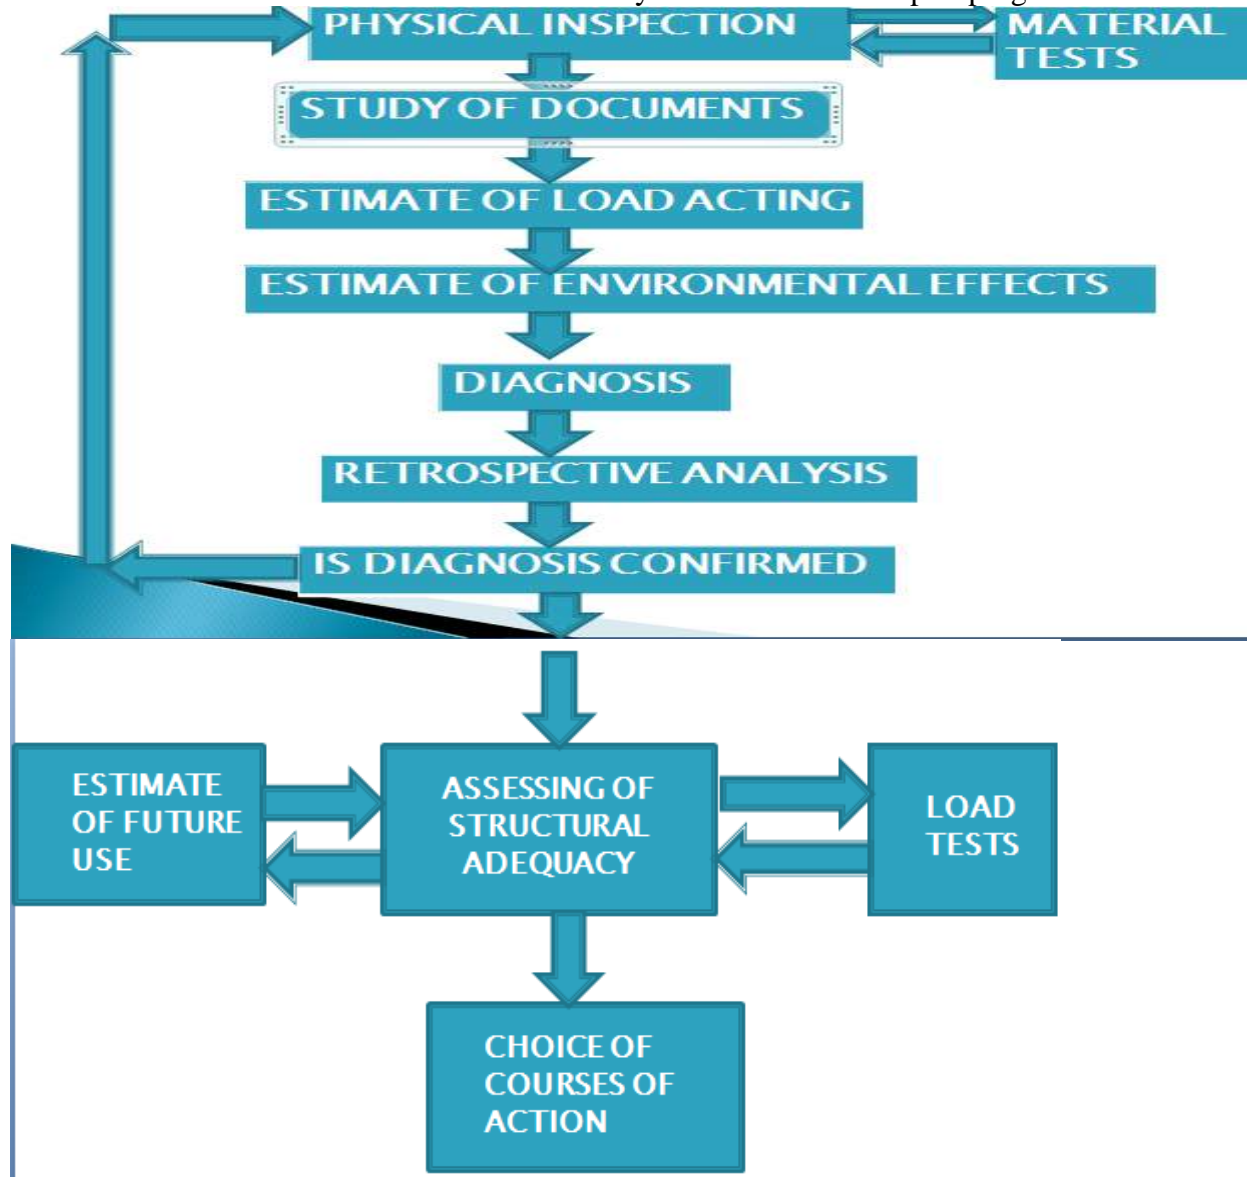 PHYSICAL INSPECTION
MATERIAL
TESTS
STUDY OF DOCUMENTS
ESTIMATE OF LOAD ACTING
ESTIMATE OF ENVIRONMENTAL EFFECTS
DIAGNOSIS
RETROSPECTIVE ANALYSIS
IS DIAGNOSIS CONFIRMED
ESTIMATE
OF FUTURE
USE
ASSESSING OF
STRUCTURAL
ADEQUACY
LOAD
TESTS
CHOICE OF
COURSES OF
ACTION